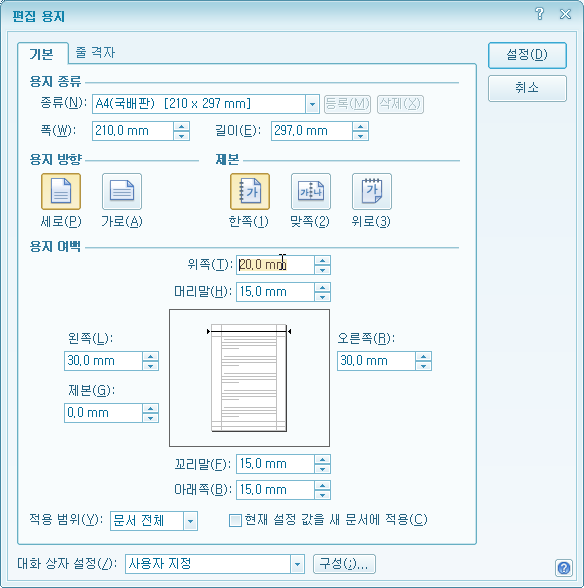 편집 용지
기본 줄 격자
설정(D)
취소
용지 종류
종류(N): A4(국배판) [210 x 297 mm] 등록(M) 삭제(X)
폭(W): 210,0 mm 길이(E): 297,0 mm
용지 방향 제본
가 가 나 가
세로(P) 가로(A) 한쪽(1) 맞쪽(2) 위로(3)
용지 여백
위쪽(T): 20,0 mm
머리말(H): 15,0 mm
왼쪽(L): 오른쪽(R):
30,0 mm 30,0 mm
제본(G):
0,0 mm
꼬리말(F): 15,0 mm
아래쪽(B): 15,0 mm
적용 범위(Y): 문서 전체 현재 설정 값을 새 문서에 적용(C)
대화 상자 설정(/): 사용자 지정 구성(;)...